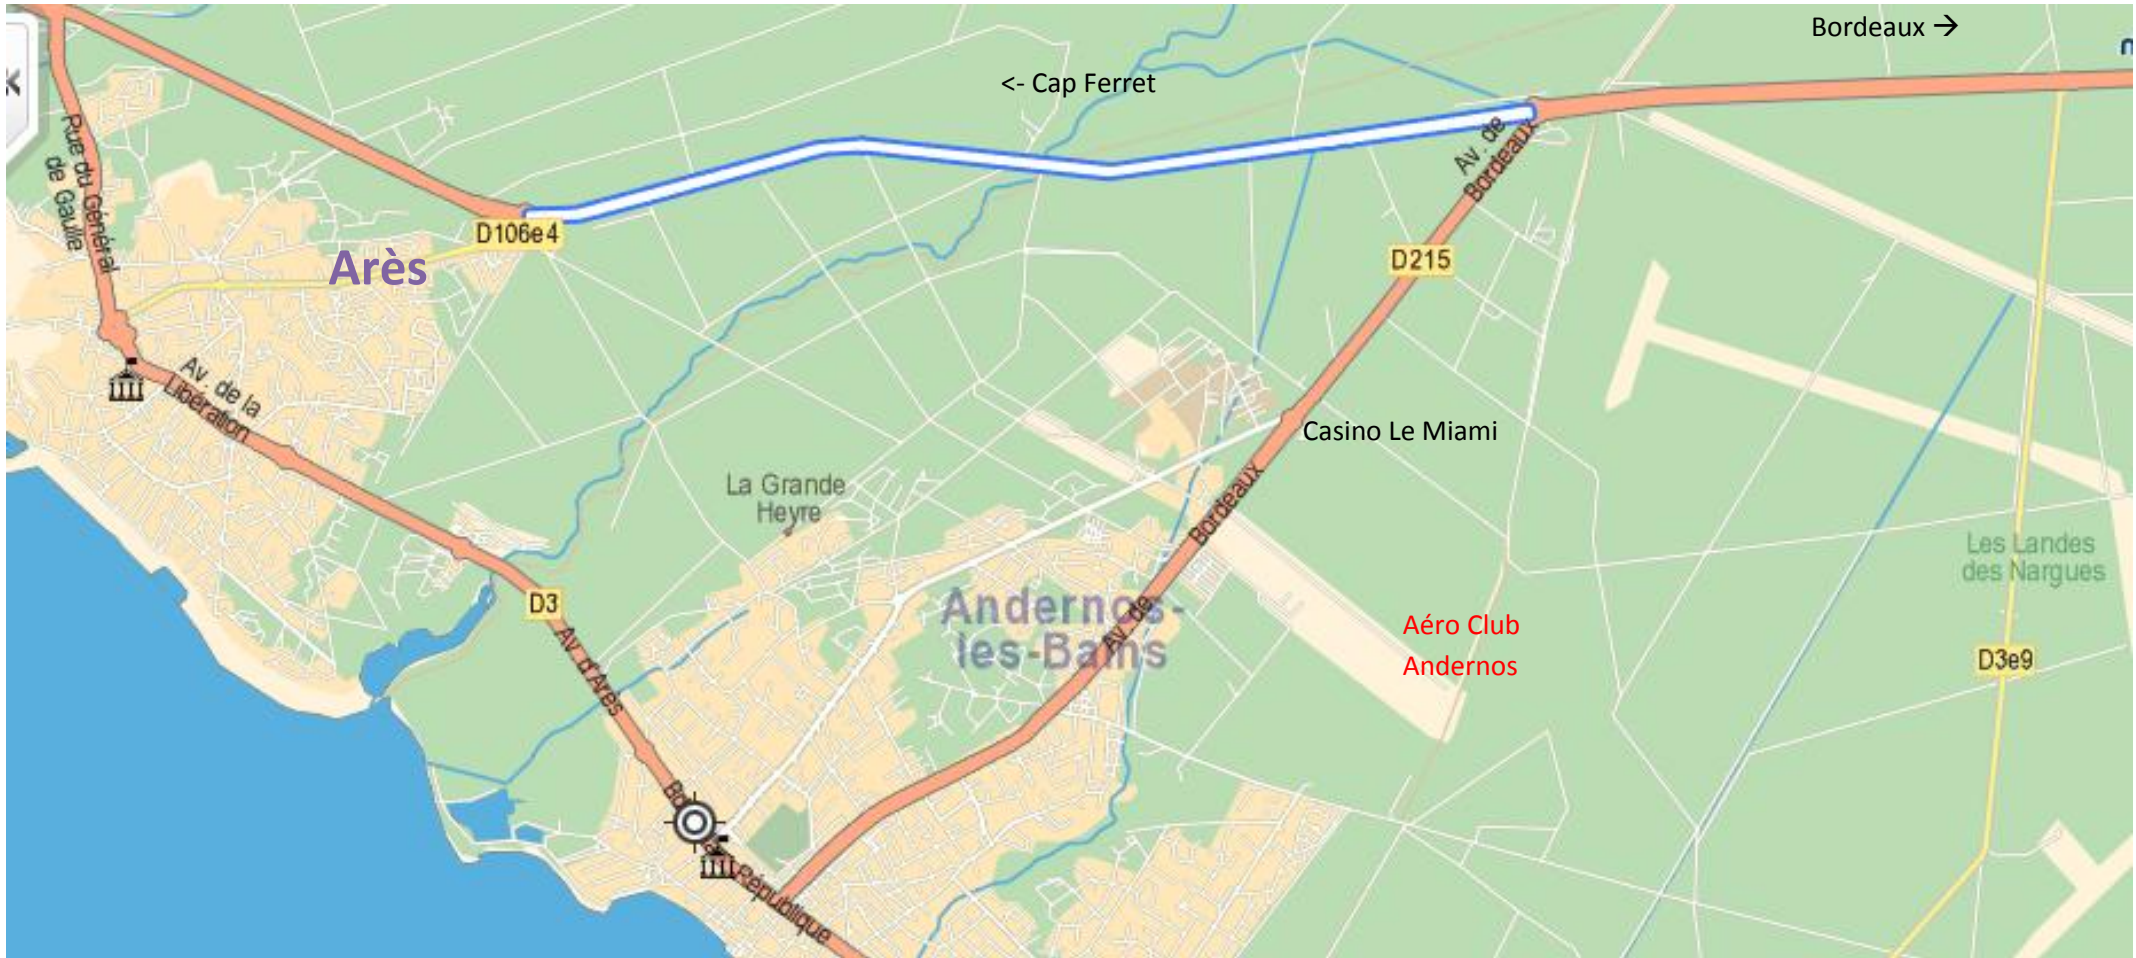 Bordeaux →
<- Cap Ferret
Rue du Général
de Gaulle
Av. de
Bordeaux
D106e4
Arès
D215
Av. de la
Libération
Casino Le Miami
La Grande
Heyre
Bordeaux
Les Landes
des Nargues
D3
Andernos-
les-Bains
Av. de
Aéro Club
Andernos
Av. d'Arès
D3e9
République